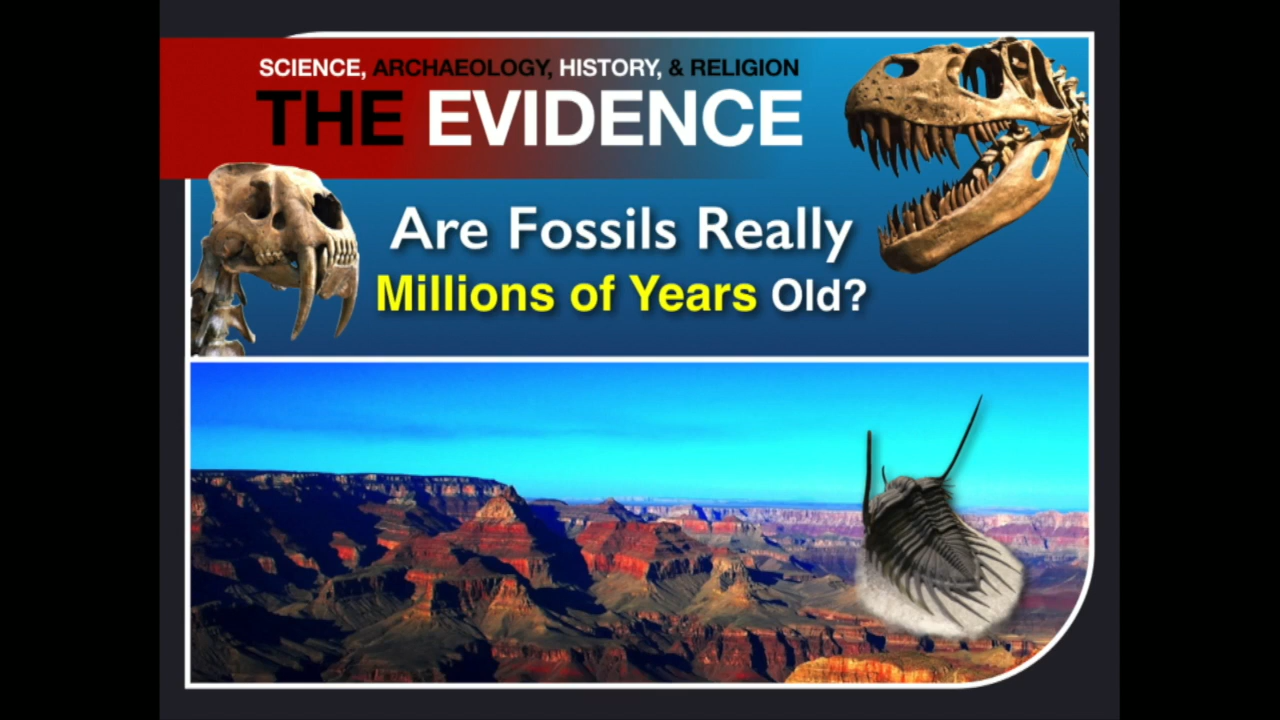 SCIENCE, ARCHAEOLOGY, HISTORY, & RELIGION
THE EVIDENCE
Are Fossils Really
Millions of Years Old?